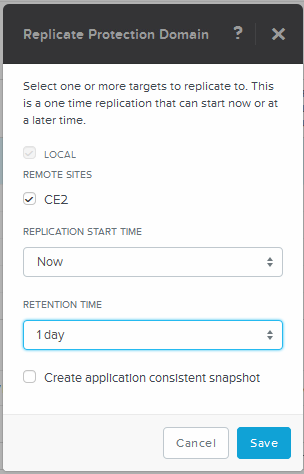 Replicate Protection Domain ? ×
Select one or more targets to replicate to. This
is a one time replication that can start now or at
a later time.
LOCAL
REMOTE SITES
CE2
REPLICATION START TIME
Now
RETENTION TIME
1 day
Create application consistent snapshot
Cancel Save